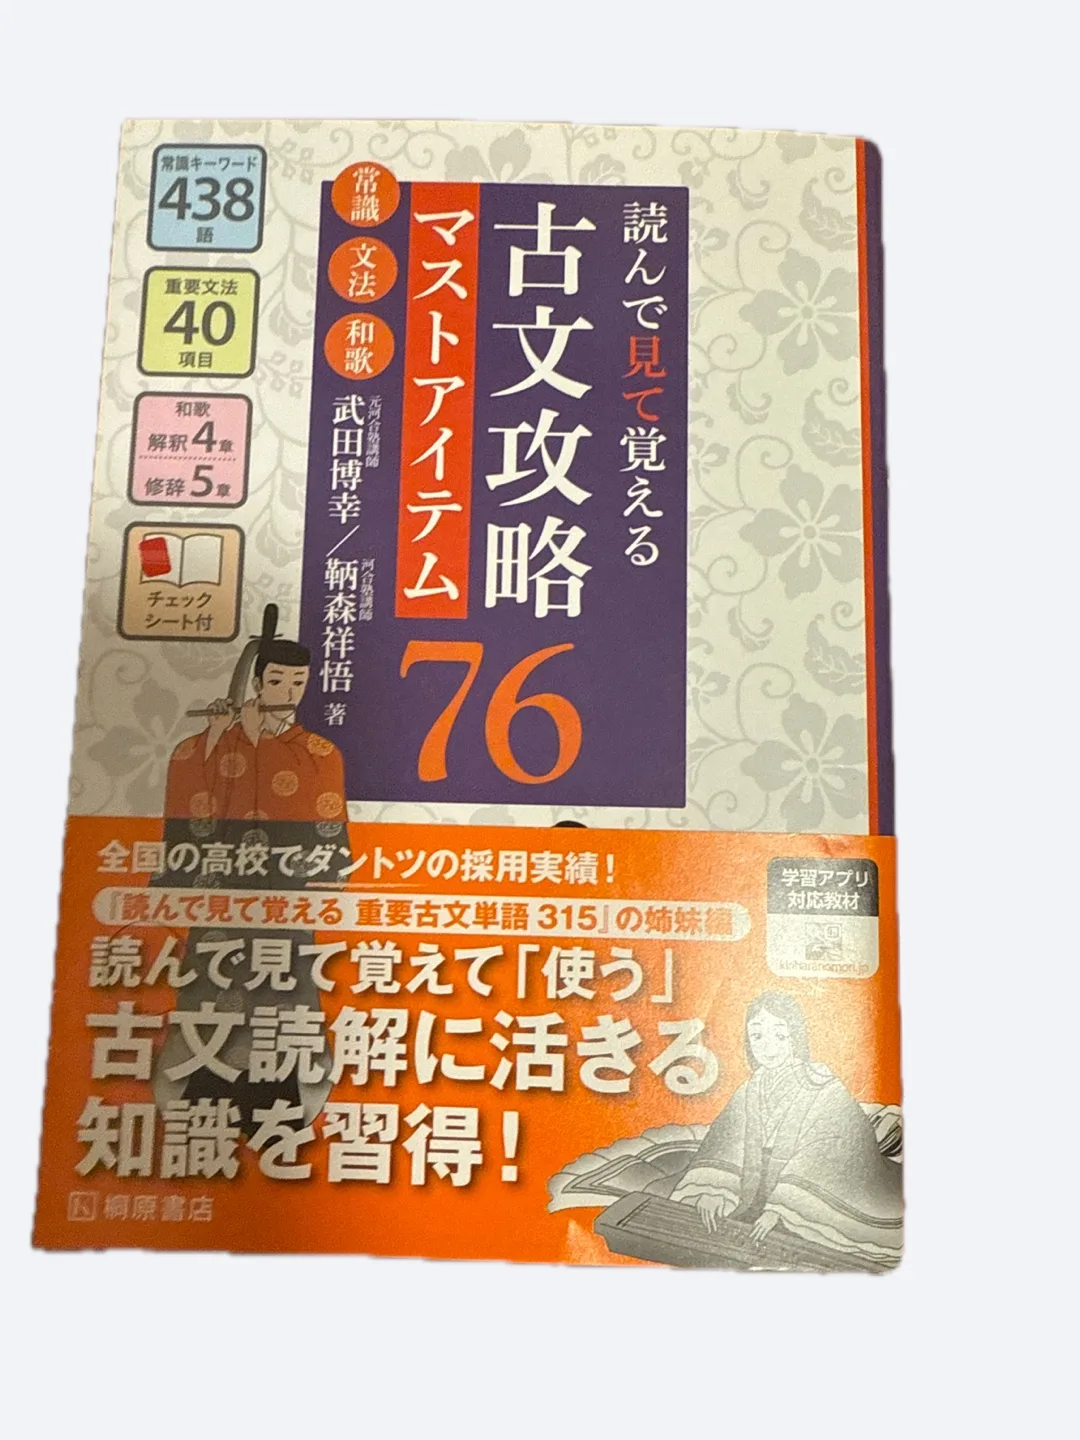 読んで見て覚える
古文攻略
マストアイテム
76
常識
文法
和歌
元河合塾講師
武田博幸／
河合塾講師
鞆森祥悟 著
常識キーワード
438
語
重要文法
40
項目
和歌
解釈4章
修辞5章
チェック
シート付
全国の高校でダントツの採用実績！
『読んで見て覚える 重要古文単語 315』の姉妹編
読んで見て覚えて「使う」
古文読解に活きる
知識を習得！
桐原書店
学習アプリ
対応教材